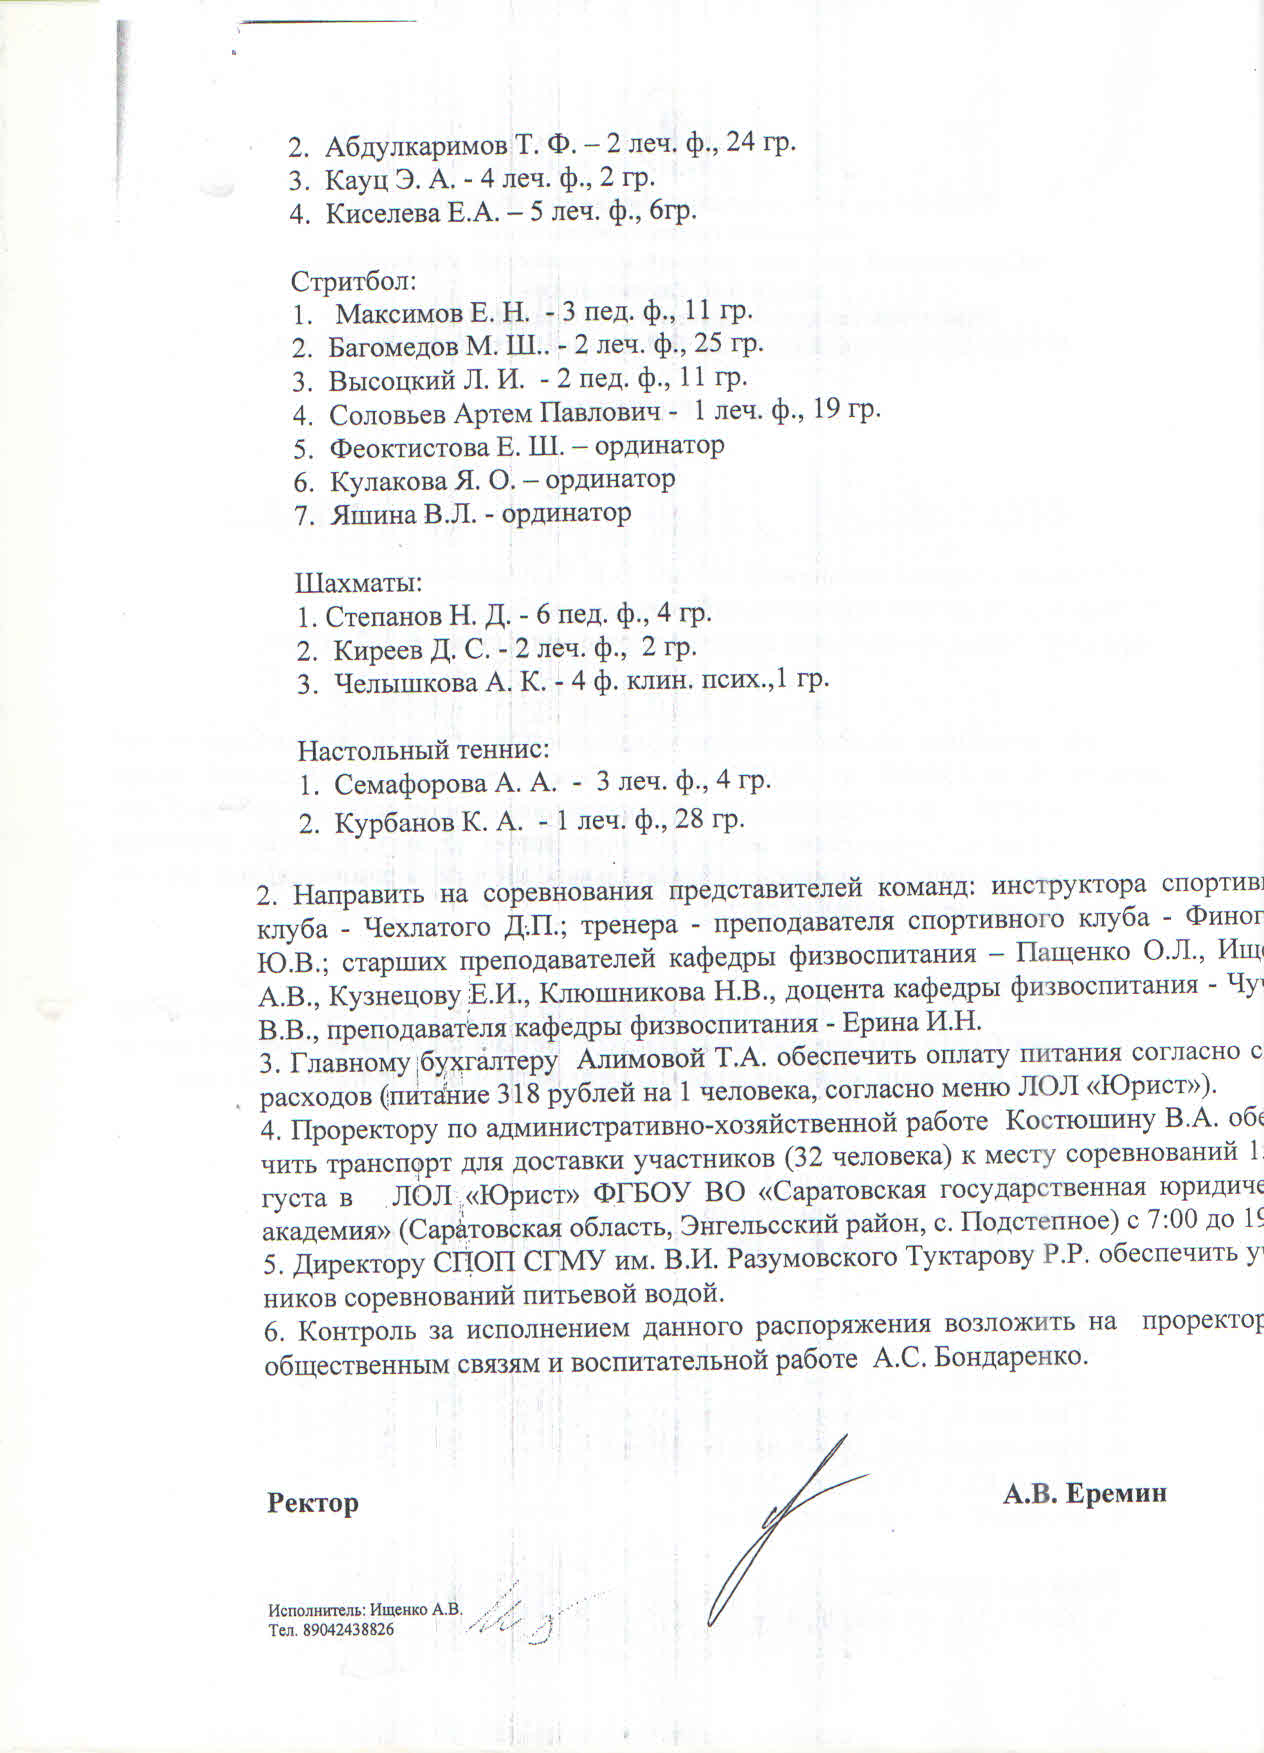 2. Абдулкаримов Т. Ф. – 2 леч. ф., 24 гр.
3. Кауц Э. А. - 4 леч. ф., 2 гр.
4. Киселева Е.А. – 5 леч. ф., 6гр.
Стритбол:
1. Максимов Е. Н. - 3 пед. ф., 11 гр.
2. Багомедов М. Ш.. - 2 леч. ф., 25 гр.
3. Высоцкий Л. И. - 2 пед. ф., 11 гр.
4. Соловьев Артем Павлович - 1 леч. ф., 19 гр.
5. Феоктистова Е. Ш. – ординатор
6. Кулакова Я. О. – ординатор
7. Яшина В.Л. - ординатор
Шахматы:
1. Степанов Н. Д. - 6 пед. ф., 4 гр.
2. Киреев Д. С. - 2 леч. ф., 2 гр.
3. Челышкова А. К. - 4 ф. клин. псих.,1 гр.
Настольный теннис:
1. Семафорова А. А. - 3 леч. ф., 4 гр.
2. Курбанов К. А. - 1 леч. ф., 28 гр.
2. Направить на соревнования представителей команд: инструктора спортив
клуба - Чехлатого Д.П.; тренера - преподавателя спортивного клуба - Финог
Ю.В.; старших преподавателей кафедры физвоспитания – Пащенко О.Л., Ище
А.В., Кузнецову Е.И., Клюшникова Н.В., доцента кафедры физвоспитания - Чу
В.В., преподавателя кафедры физвоспитания - Ерина И.Н.
3. Главному бухгалтеру Алимовой Т.А. обеспечить оплату питания согласно с
расходов (питание 318 рублей на 1 человека, согласно меню ЛОЛ «Юрист»).
4. Проректору по административно-хозяйственной работе Костюшину В.А. обе
чить транспорт для доставки участников (32 человека) к месту соревнований 1
густа в ЛОЛ «Юрист» ФГБОУ ВО «Саратовская государственная юридиче
академия» (Саратовская область, Энгельсский район, с. Подстепное) с 7:00 до 19
5. Директору СПОП СГМУ им. В.И. Разумовского Туктарову Р.Р. обеспечить у
ников соревнований питьевой водой.
6. Контроль за исполнением данного распоряжения возложить на проректор
общественным связям и воспитательной работе А.С. Бондаренко.
Ректор А.В. Еремин
Исполнитель: Ищенко А.В.
Тел. 89042438826